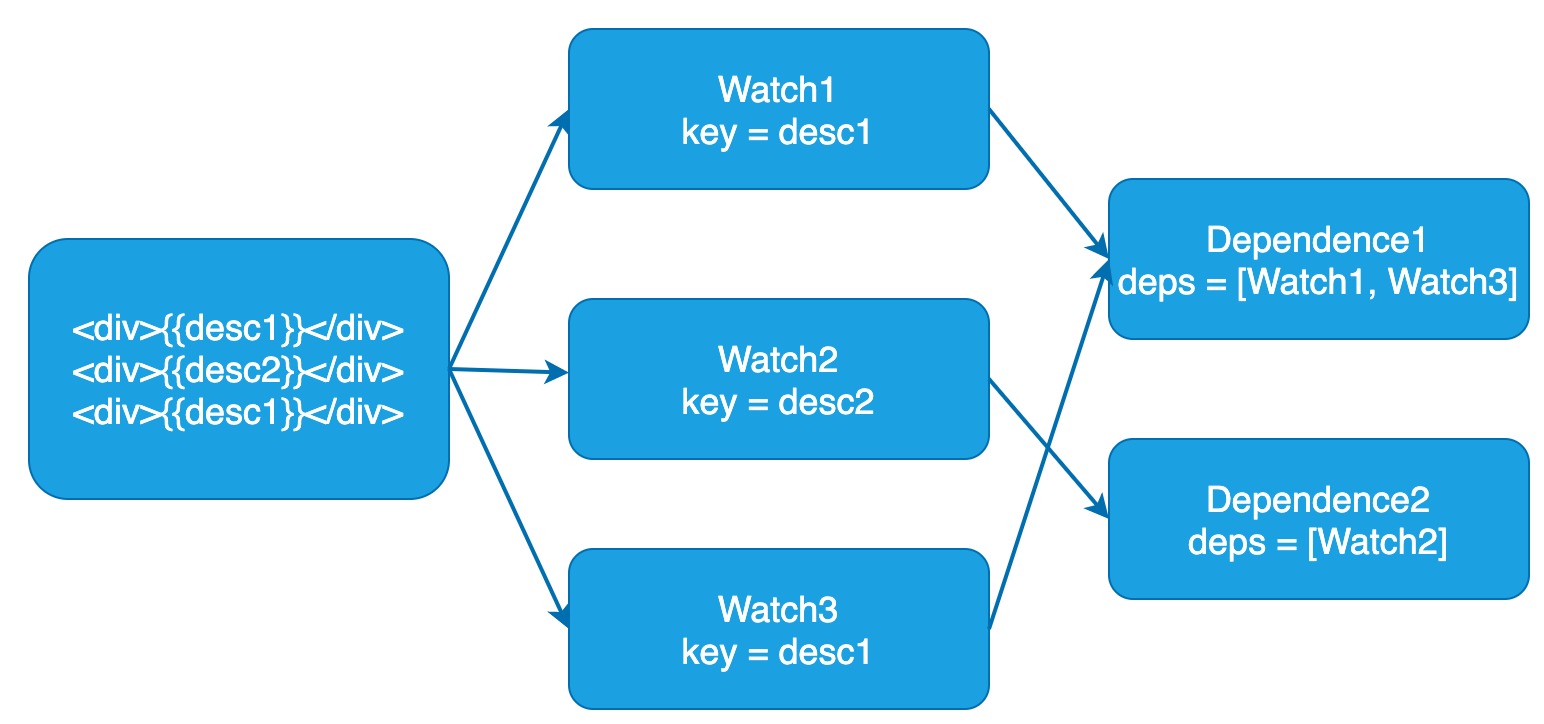 <div>{{desc1}}</div>
<div>{{desc2}}</div>
<div>{{desc1}}</div>
Watch1
key = desc1
Watch2
key = desc2
Watch3
key = desc1
Dependence1
deps = [Watch1, Watch3]
Dependence2
deps = [Watch2]